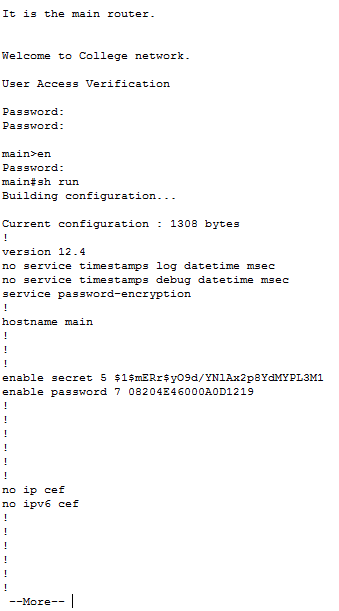 It is the main router.
Welcome to College network.
User Access Verification
Password:
Password:
main>en
Password:
main#sh run
Building configuration...
Current configuration : 1308 bytes
!
version 12.4
no service timestamps log datetime msec
no service timestamps debug datetime msec
service password-encryption
!
hostname main
!
!
!
enable secret 5 $1$mERr$yO9d/YNlAx2p8YdMYPL3M1
enable password 7 08204E46000A0D1219
!
!
!
!
!
!
no ip cef
no ipv6 cef
!
!
!
!
!
!
--More--